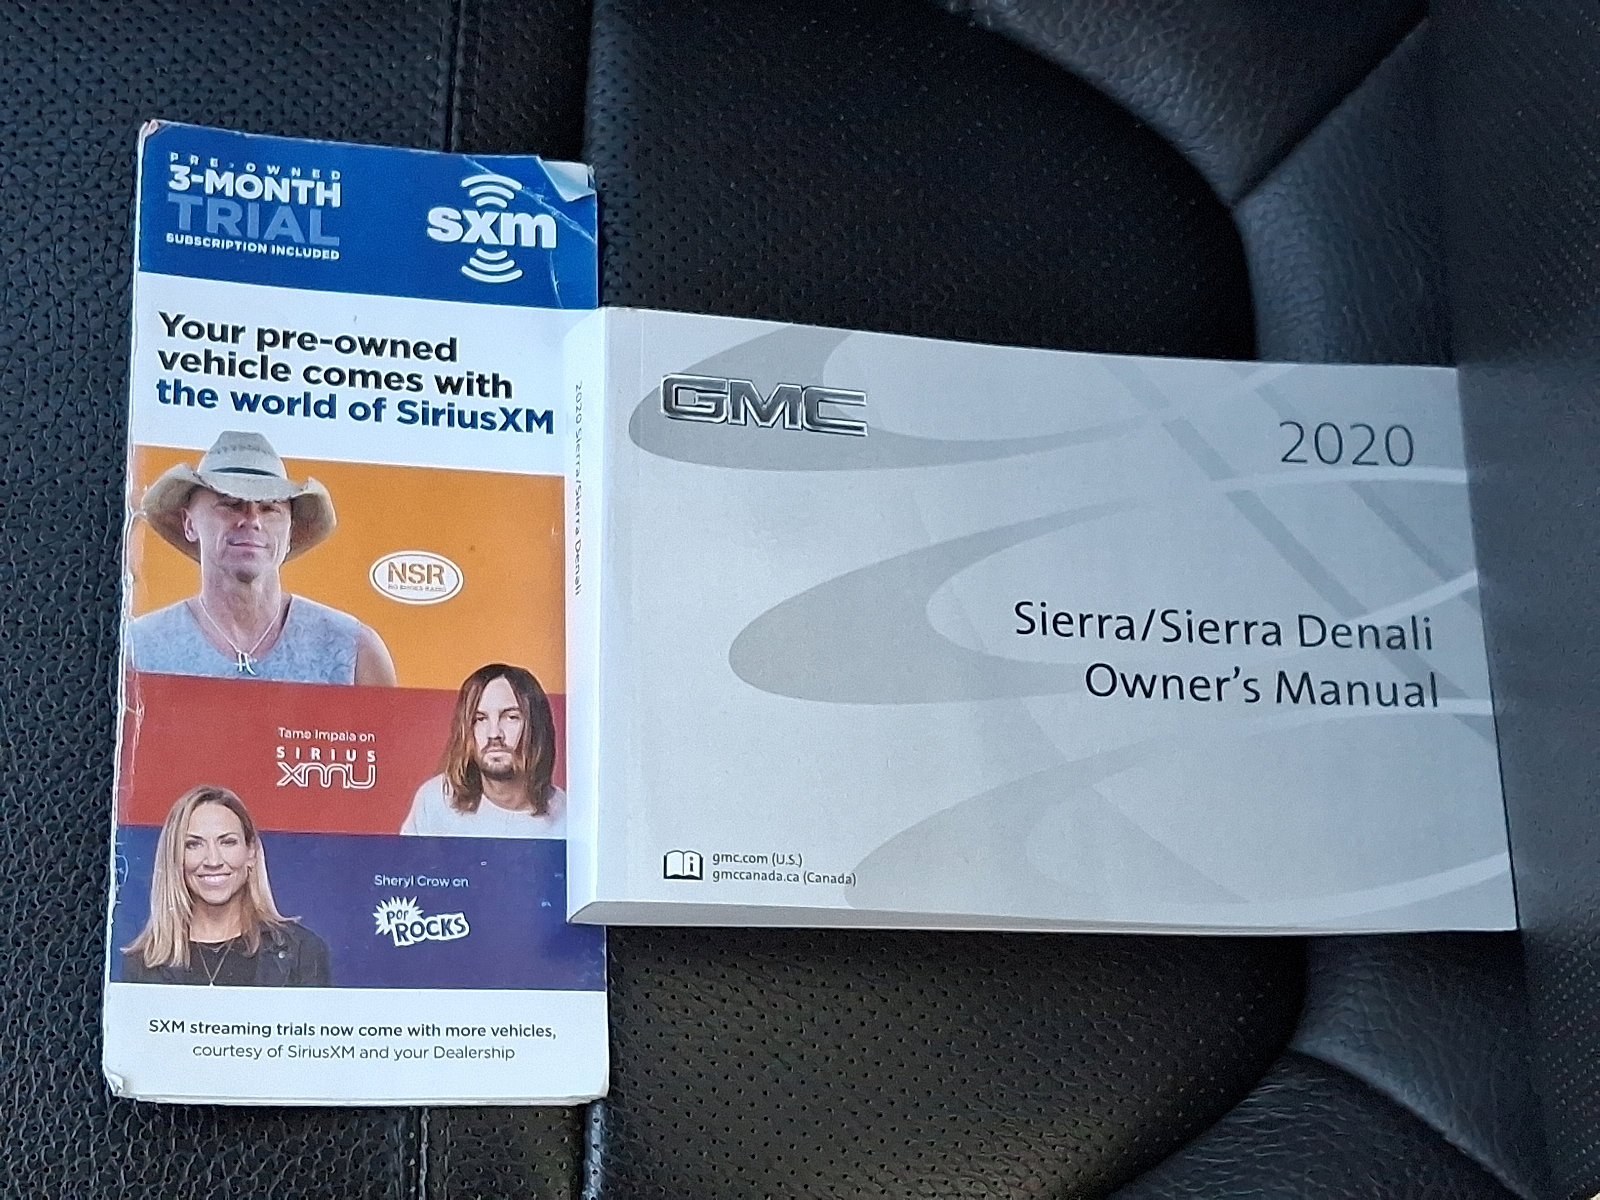 PRE-OWNED
3-MONTH
TRIAL
SUBSCRIPTION INCLUDED
sxm
Your pre-owned
vehicle comes with
the world of SiriusXM
NSR
NO SHOES RADIO
Tame Impala on
SIRIUS
xmu
Sheryl Crow on
POP
ROCKS
SXM streaming trials now come with more vehicles,
courtesy of SiriusXM and your Dealership
2020 Sierra/Sierra Denali
GMC
2020
Sierra/Sierra Denali
Owner's Manual
gmc.com (U.S.)
gmccanada.ca (Canada)